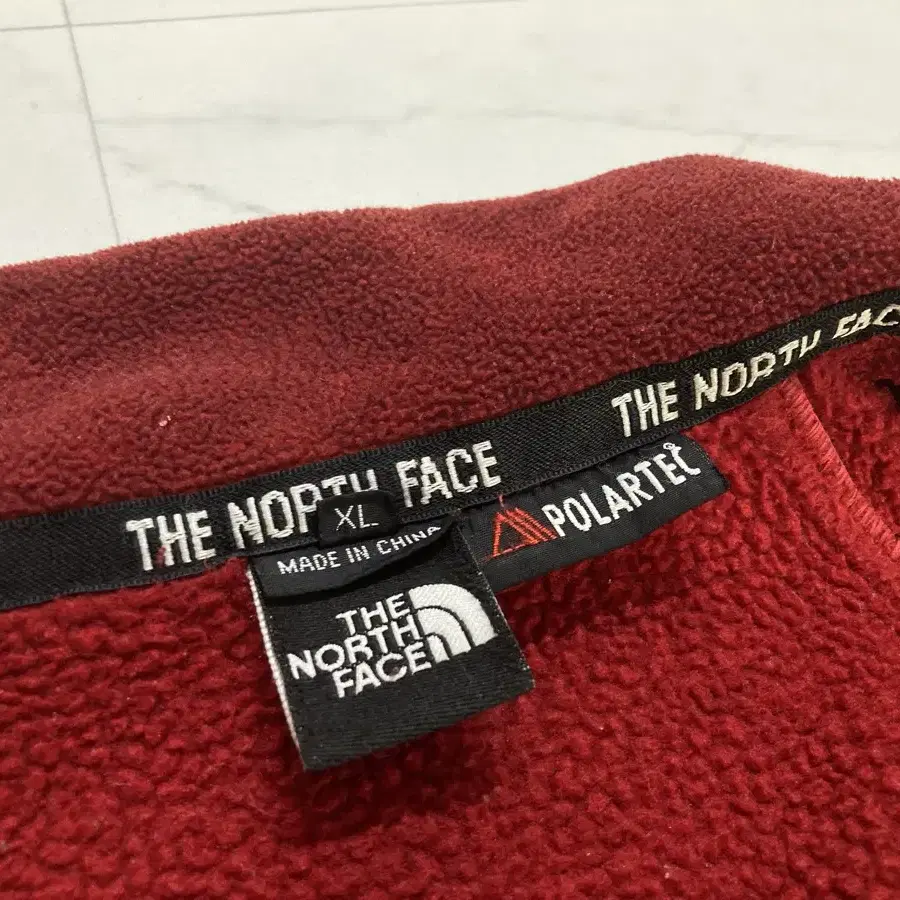 THE NORTH FACE
THE NORTH FACE
XL
MADE IN CHINA
POLARTEC
THE
NORTH
FACE